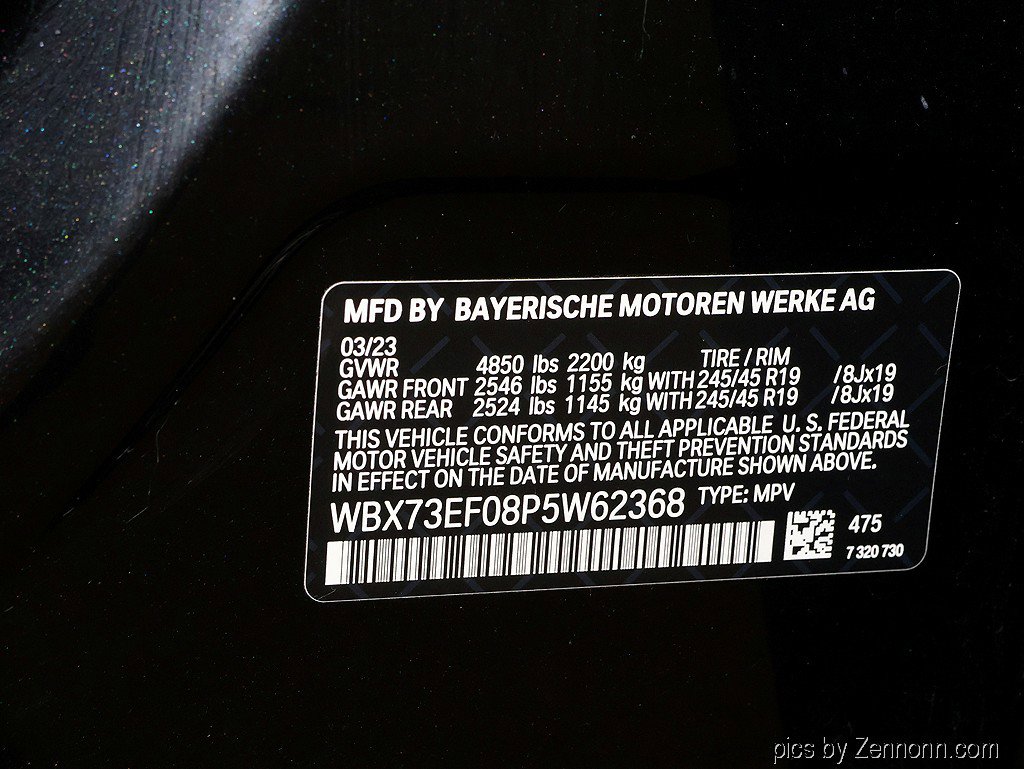 MFD BY BAYERISCHE MOTOREN WERKE AG
03/23
GVWR 4850 lbs 2200 kg TIRE / RIM
GAWR FRONT 2546 lbs 1155 kg WITH 245/45 R19 /8Jx19
GAWR REAR 2524 lbs 1145 kg WITH 245/45 R19 /8Jx19
THIS VEHICLE CONFORMS TO ALL APPLICABLE U. S. FEDERAL
MOTOR VEHICLE SAFETY AND THEFT PREVENTION STANDARDS
IN EFFECT ON THE DATE OF MANUFACTURE SHOWN ABOVE.
WBX73EF08P5W62368 TYPE: MPV
475
7 320 730
pics by Zennonn.com